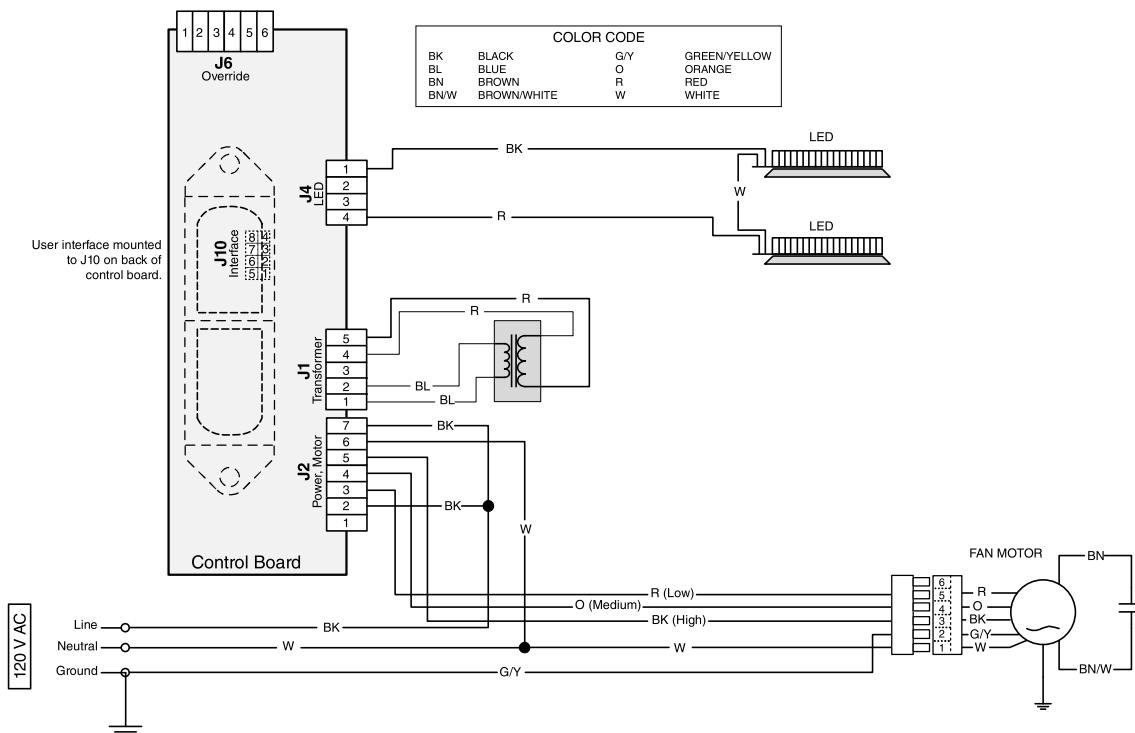 1 2 3 4 5 6
J6
Override
COLOR CODE
BK BLACK G/Y GREEN/YELLOW
BL BLUE O ORANGE
BN BROWN R RED
BN/W BROWN/WHITE W WHITE
LED
BK
W
R
LED
J4
LED
1
2
3
4
User interface mounted
to J10 on back of
control board.
J10
Interface
8 4
7 3
6 2
5 1
R
R
J1
Transformer
5
4
3
2
1
BL
BL
J2
Power, Motor
7
6
5
4
3
2
1
BK
BK
W
Control Board
FAN MOTOR
BN
R (Low)
O (Medium)
BK (High)
6
5
4
3
2
1
R
O
BK
G/Y
W
BN/W
120 V AC
Line
BK
Neutral
W
W
Ground
G/Y